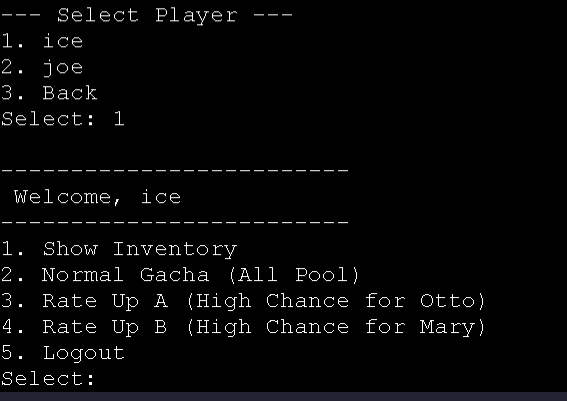 --- Select Player ---
1. ice
2. joe
3. Back
Select: 1
-------------------------
Welcome, ice
-------------------------
1. Show Inventory
2. Normal Gacha (All Pool)
3. Rate Up A (High Chance for Otto)
4. Rate Up B (High Chance for Mary)
5. Logout
Select: